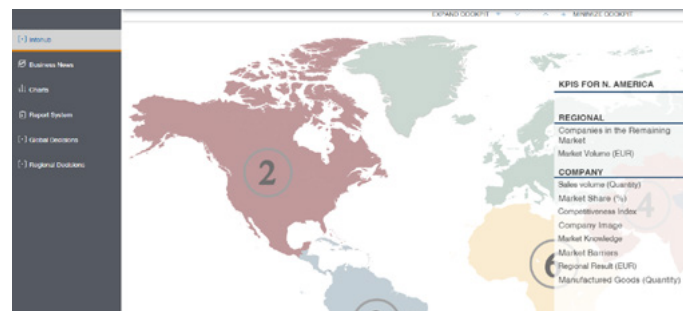 EXPAND COCKPIT
MINIMIZE COCKPIT
[-] Infohub
Business News
Charts
Report System
[-] Global Decisions
[-] Regional Decisions
2
4
6
KPIS FOR N. AMERICA
REGIONAL
Companies in the Remaining
Market
Market Volume (EUR)
COMPANY
Sales volume (Quantity)
Market Share (%)
Competitiveness Index
Company Image
Market Knowledge
Market Barriers
Regional Result (EUR)
Manufactured Goods (Quantity)